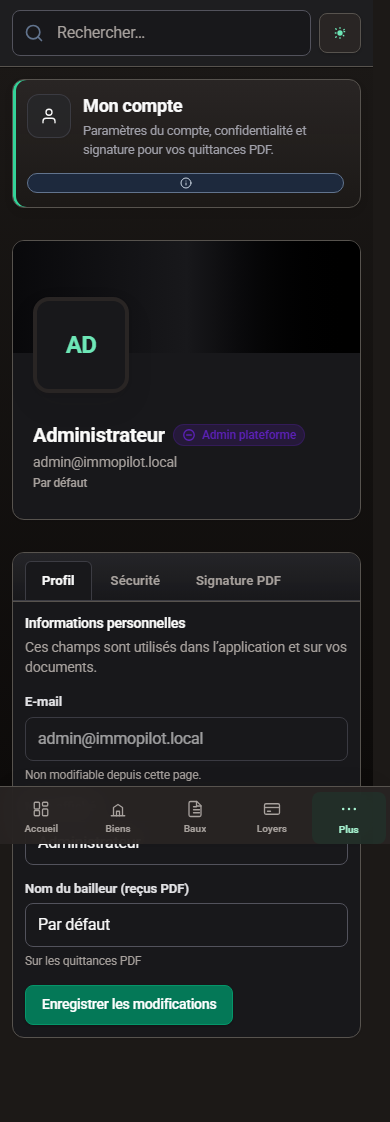 Rechercher...
Mon compte
Paramètres du compte, confidentialité et
signature pour vos quittances PDF.
AD
Administrateur
Admin plateforme
admin@immopilot.local
Par défaut
Profil
Sécurité
Signature PDF
Informations personnelles
Ces champs sont utilisés dans l'application et sur vos
documents.
E-mail
admin@immopilot.local
Non modifiable depuis cette page.
Accueil
Biens
Baux
Loyers
Plus
Administrateur
Nom du bailleur (reçus PDF)
Par défaut
Sur les quittances PDF
Enregistrer les modifications